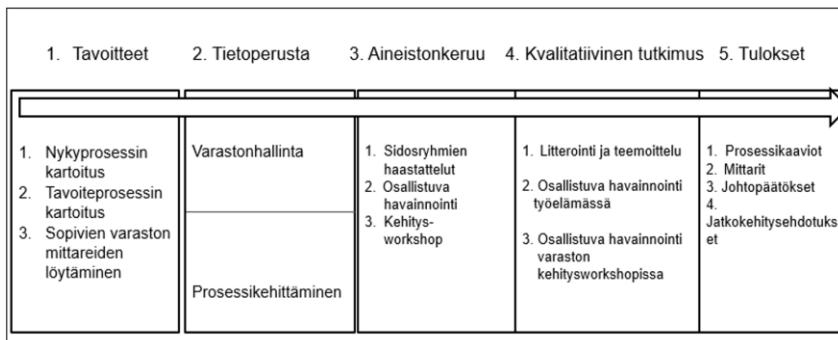 1. Tavoitteet
2. Tietoperusta
3. Aineistonkeruu
4. Kvalitatiivinen tutkimus
5. Tulokset
1. Nykyprosessin
kartoitus
2. Tavoiteprosessin
kartoitus
3. Sopivien varaston
mittareiden
löytäminen
Varastonhallinta
Prosessikehittäminen
1. Sidosryhmien
haastattelut
2. Osallistuva
havainnointi
3. Kehitys-
workshop
1. Litterointi ja teemoittelu
2. Osallistuva havainnointi
työelämässä
3. Osallistuva havainnointi
varaston
kehitysworkshopissa
1. Prosessikaaviot
2. Mittarit
3. Johtopäätökset
4.
Jatkokehitysehdotuks
et